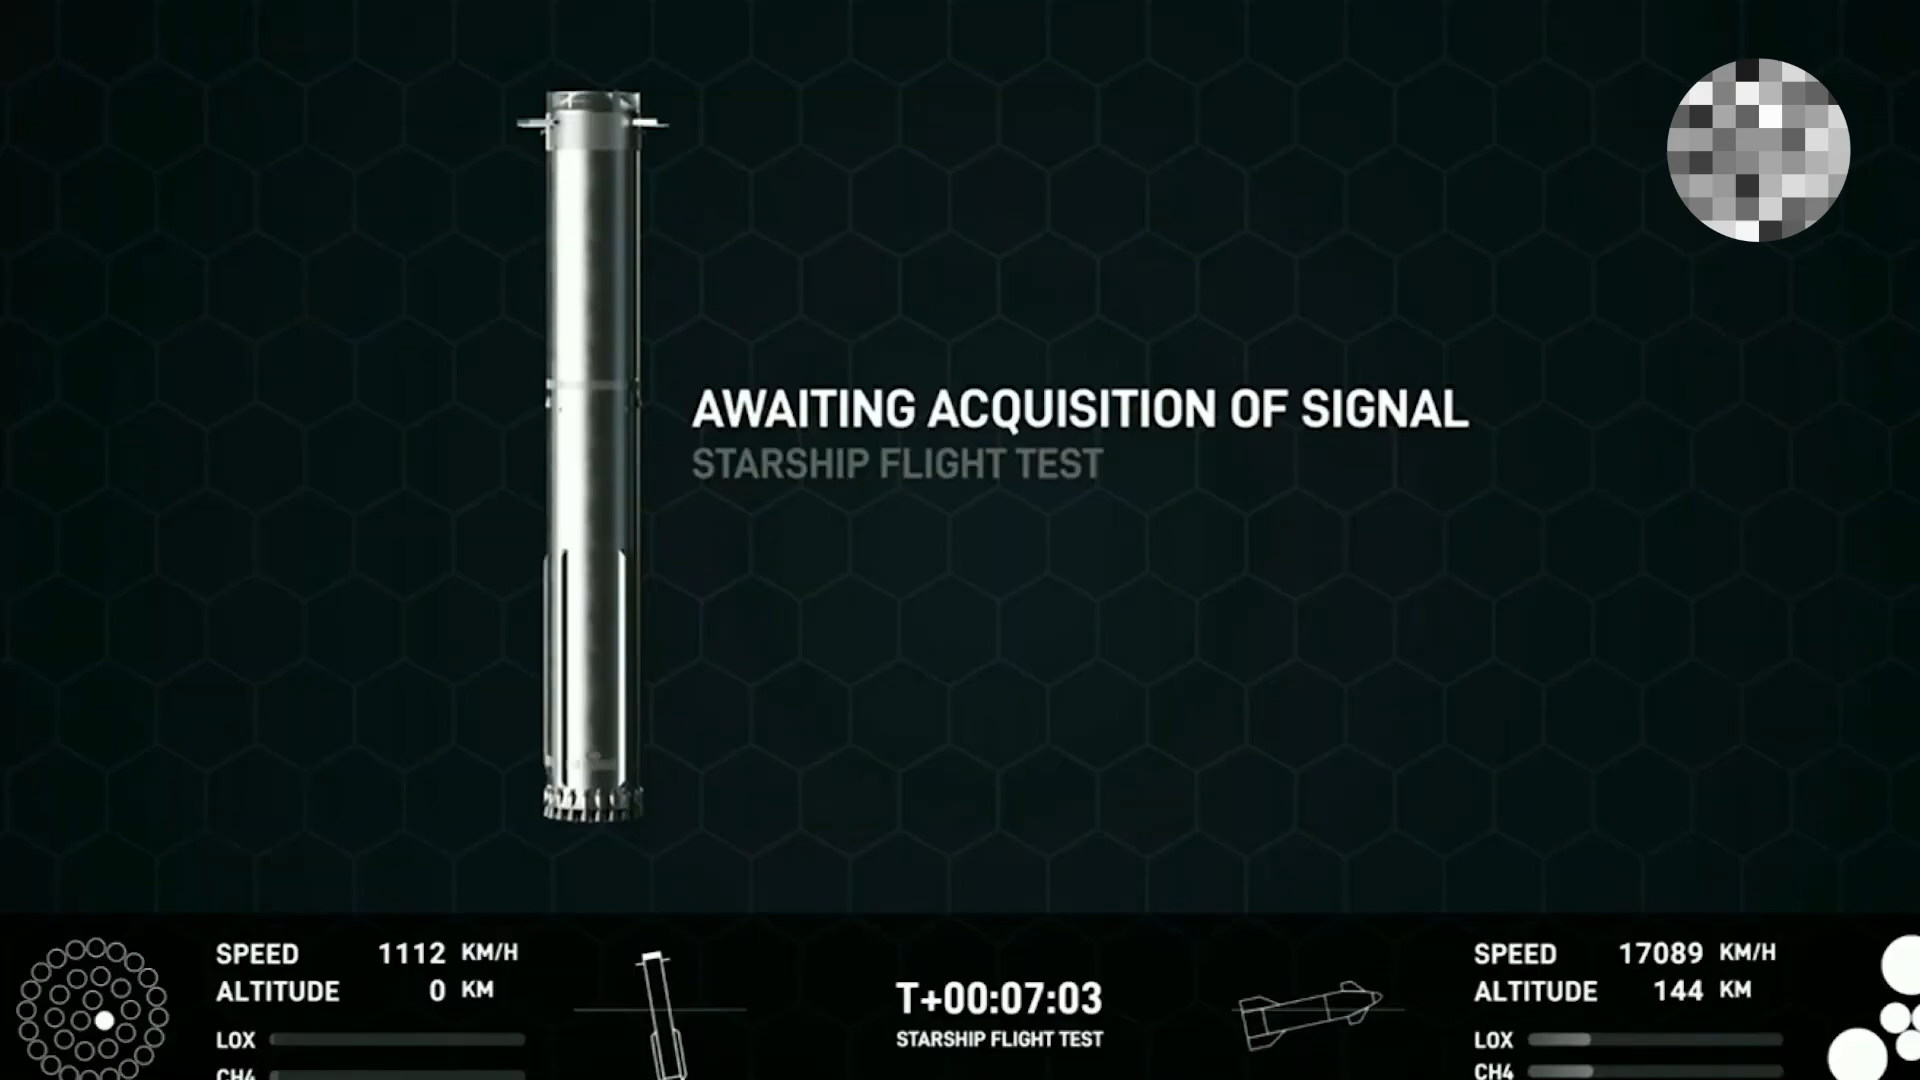 AWAITING ACQUISITION OF SIGNAL
STARSHIP FLIGHT TEST
SPEED 1112 KM/H
ALTITUDE 0 KM
LOX
CH4
T+00:07:03
STARSHIP FLIGHT TEST
SPEED 17089 KM/H
ALTITUDE 144 KM
LOX
CH4